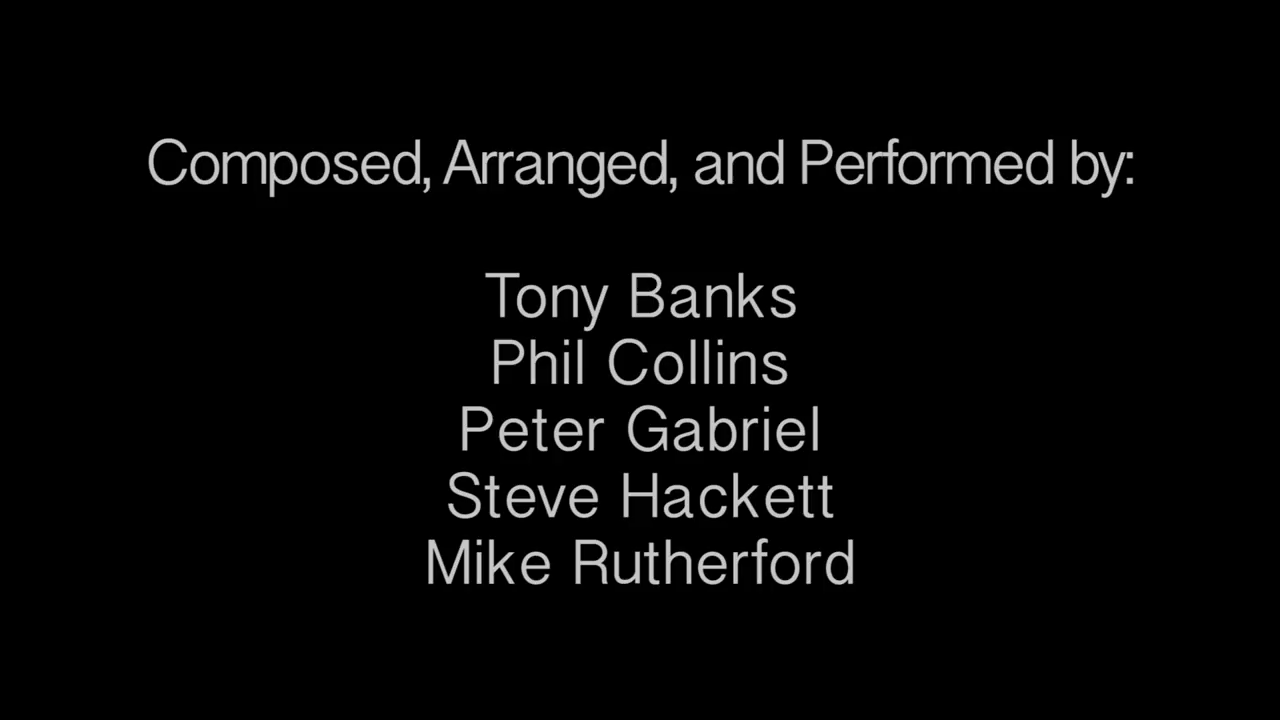 Composed, Arranged, and Performed by:
Tony Banks
Phil Collins
Peter Gabriel
Steve Hackett
Mike Rutherford